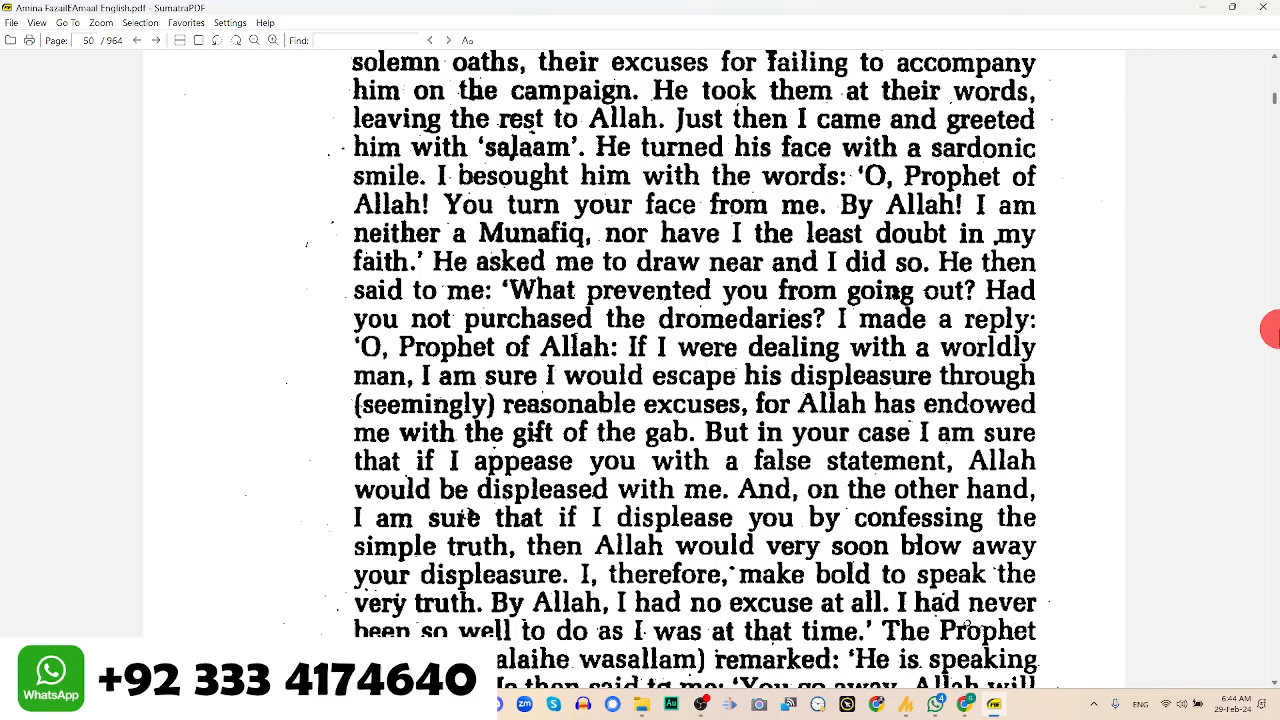 Amina FazailEAmaal English.pdf - SumatraPDF
File View Go To Zoom Selection Favorites Settings Help
Page: 50 / 964 Find: Aa
solemn oaths, their excuses for failing to accompany
him on the campaign. He took them at their words,
leaving the rest to Allah. Just then I came and greeted
him with ‘salaam’. He turned his face with a sardonic
smile. I besought him with the words: ‘O, Prophet of
Allah! You turn your face from me. By Allah! I am
neither a Munafiq, nor have I the least doubt in my
faith.’ He asked me to draw near and I did so. He then
said to me: ‘What prevented you from going out? Had
you not purchased the dromedaries? I made a reply:
‘O, Prophet of Allah: If I were dealing with a worldly
man, I am sure I would escape his displeasure through
(seemingly) reasonable excuses, for Allah has endowed
me with the gift of the gab. But in your case I am sure
that if I appease you with a false statement, Allah
would be displeased with me. And, on the other hand,
I am sure that if I displease you by confessing the
simple truth, then Allah would very soon blow away
your displeasure. I, therefore, make bold to speak the
very truth. By Allah, I had no excuse at all. I had never
been so well to do as I was at that time.’ The Prophet
alaihe wasallam) remarked: ‘He is speaking
then said to me: ‘You go away, Allah will
WhatsApp +92 333 4174640
zm Au ENG 6:44 AM
29-Feb-24